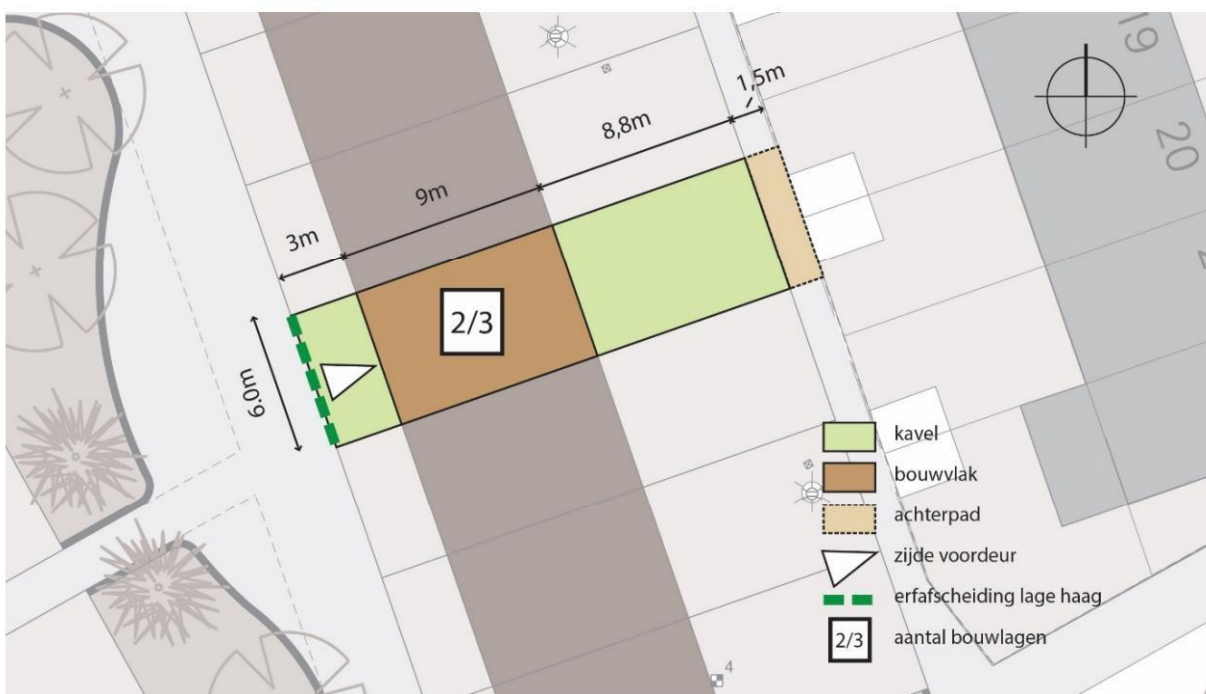 19
1,5m
8,8m
20
9m
3m
2/3
6.0m
kavel
bouwvlak
achterpad
zijde voordeur
erfafscheiding lage haag
2/3
aantal bouwlagen
4